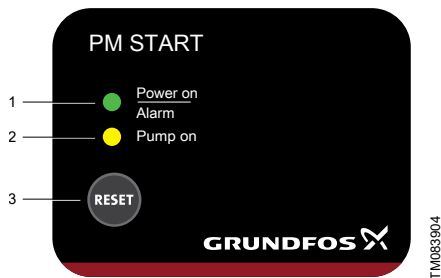 PM START
1
Power on
Alarm
2
Pump on
3
RESET
GRUNDFOS
TM083904